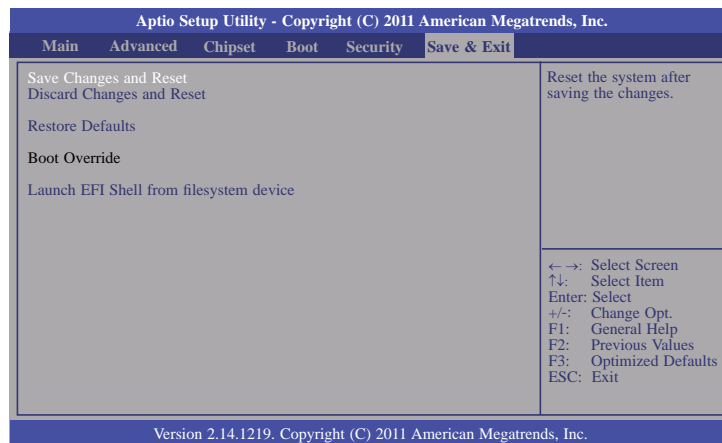 Aptio Setup Utility - Copyright (C) 2011 American Megatrends, Inc.
Main Advanced Chipset Boot Security Save & Exit
Save Changes and Reset
Discard Changes and Reset
Restore Defaults
Boot Override
Launch EFI Shell from filesystem device
Reset the system after
saving the changes.
←→: Select Screen
↑↓: Select Item
Enter: Select
+/-: Change Opt.
F1: General Help
F2: Previous Values
F3: Optimized Defaults
ESC: Exit
Version 2.14.1219. Copyright (C) 2011 American Megatrends, Inc.